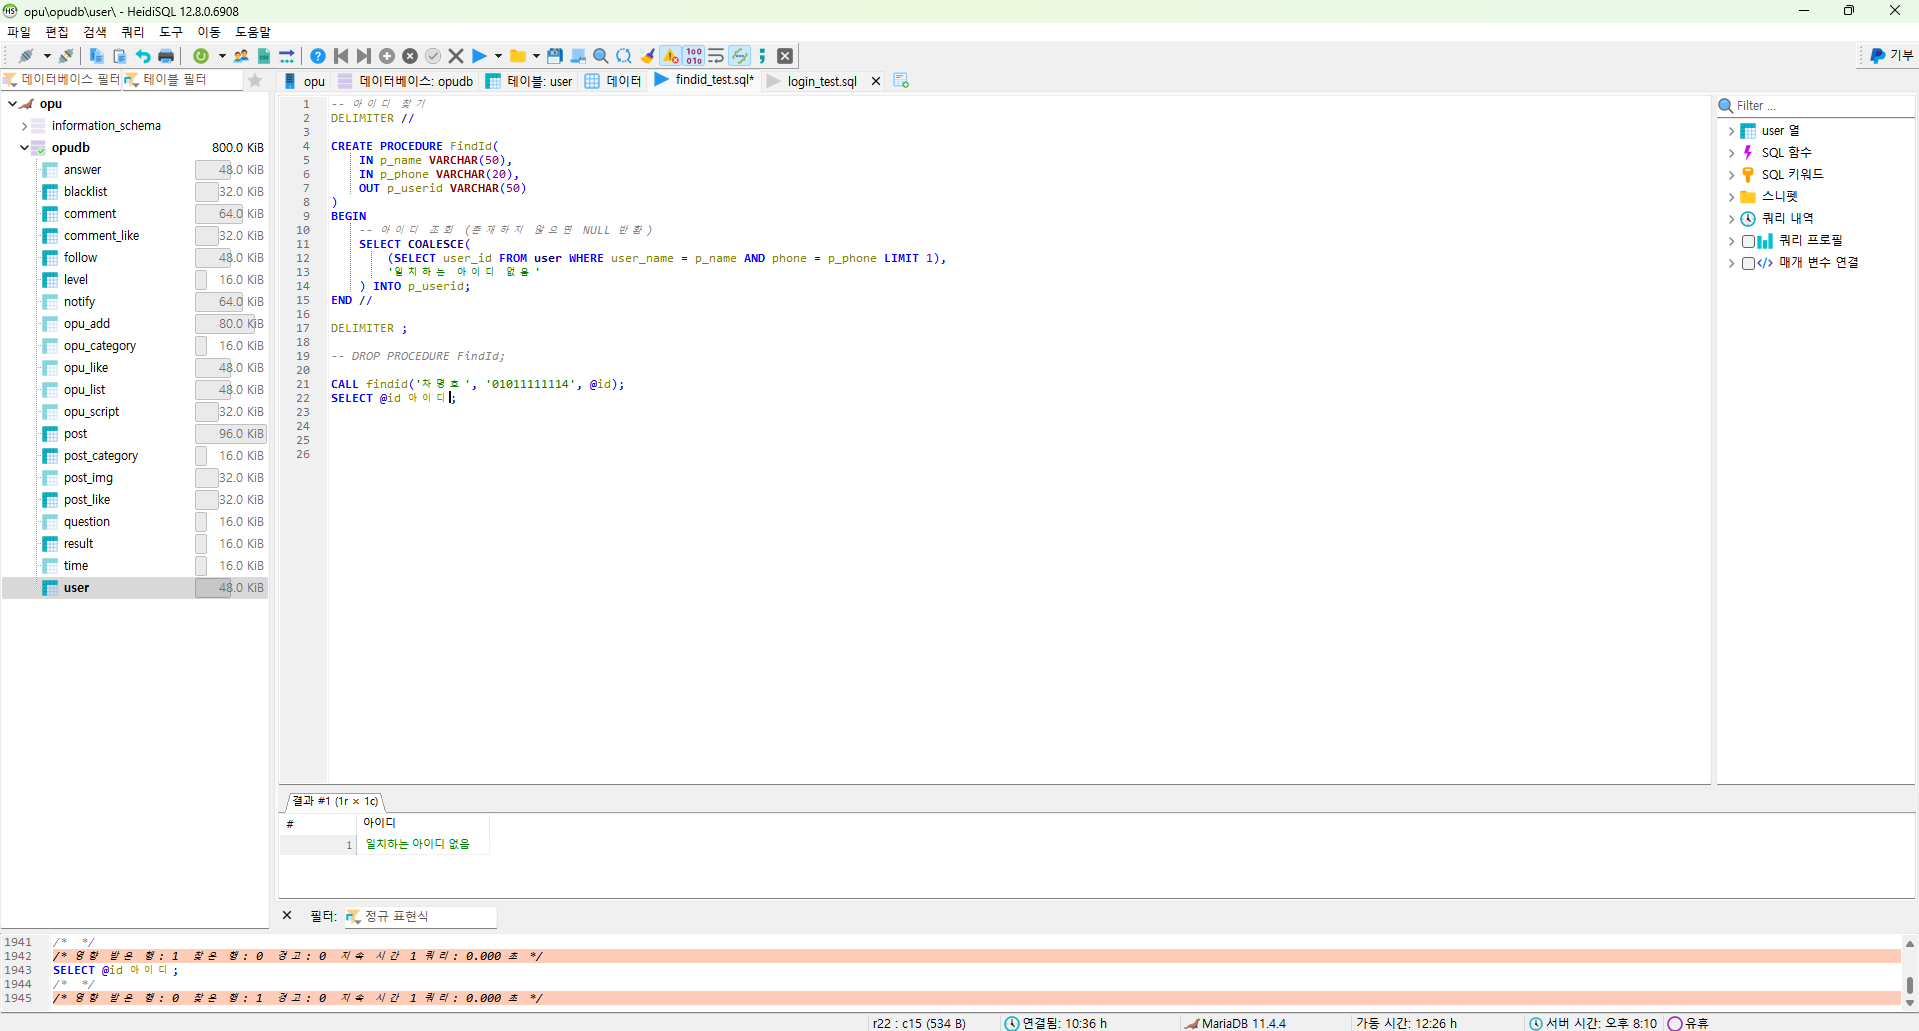 opu\opudb\user\ - HeidiSQL 12.8.0.6908
파일 편집 검색 쿼리 도구 이동 도움말
기부
데이터베이스 필터 테이블 필터
opu 데이터베이스: opudb 테이블: user 데이터 findid_test.sql* login_test.sql
opu
information_schema
opudb 800.0 KiB
answer 48.0 KiB
blacklist 32.0 KiB
comment 64.0 KiB
comment_like 32.0 KiB
follow 48.0 KiB
level 16.0 KiB
notify 64.0 KiB
opu_add 80.0 KiB
opu_category 16.0 KiB
opu_like 48.0 KiB
opu_list 48.0 KiB
opu_script 32.0 KiB
post 96.0 KiB
post_category 16.0 KiB
post_img 32.0 KiB
post_like 32.0 KiB
question 16.0 KiB
result 16.0 KiB
time 16.0 KiB
user 48.0 KiB
1 -- 아이디 찾기
2 DELIMITER //
3
4 CREATE PROCEDURE FindId(
5 IN p_name VARCHAR(50),
6 IN p_phone VARCHAR(20),
7 OUT p_userid VARCHAR(50)
8 )
9 BEGIN
10 -- 아이디 조회 (존재하지 않으면 NULL 반환)
11 SELECT COALESCE(
12 (SELECT user_id FROM user WHERE user_name = p_name AND phone = p_phone LIMIT 1),
13 '일치하는 아이디 없음'
14 ) INTO p_userid;
15 END //
16
17 DELIMITER ;
18
19 -- DROP PROCEDURE FindId;
20
21 CALL findid('차명호', '01011111114', @id);
22 SELECT @id 아이디;
23
24
25
26
Filter ...
user 열
SQL 함수
SQL 키워드
스니펫
쿼리 내역
쿼리 프로필
매개 변수 연결
결과 #1 (1r × 1c)
# 아이디
1 일치하는 아이디 없음
필터: 정규 표현식
1941 /* */
1942 /* 영향 받은 행: 1 찾은 행: 0 경고: 0 지속 시간 1 쿼리: 0.000 초 */
1943 SELECT @id 아이디;
1944 /* */
1945 /* 영향 받은 행: 0 찾은 행: 1 경고: 0 지속 시간 1 쿼리: 0.000 초 */
r22 : c15 (534 B) 연결됨: 10:36 h MariaDB 11.4.4 가동 시간: 12:26 h 서버 시간: 오후 8:10 유휴